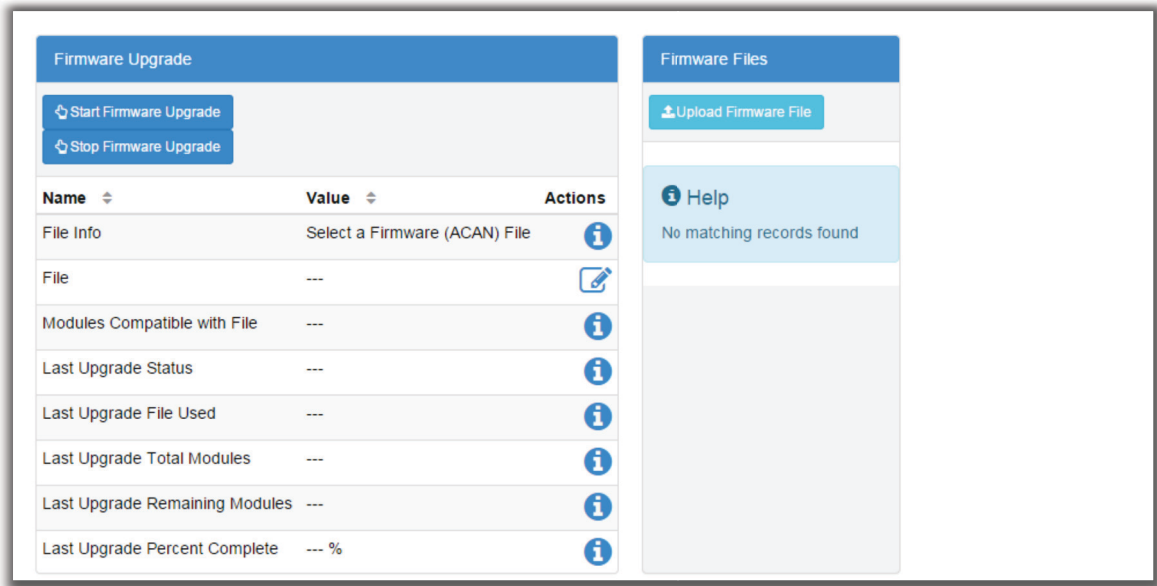 Firmware Upgrade
Start Firmware Upgrade
Stop Firmware Upgrade
Name Value Actions
File Info Select a Firmware (ACAN) File
File ---
Modules Compatible with File ---
Last Upgrade Status ---
Last Upgrade File Used ---
Last Upgrade Total Modules ---
Last Upgrade Remaining Modules ---
Last Upgrade Percent Complete --- %
Firmware Files
Upload Firmware File
Help
No matching records found